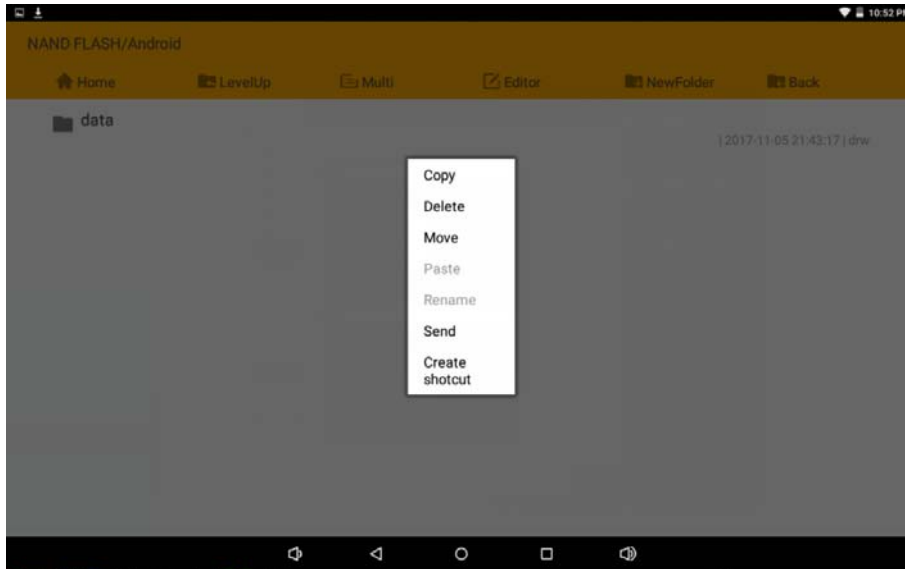 10:52 PM
NAND FLASH/Android
Home LevelUp Multi Editor NewFolder Back
data
| 2017-11-05 21:43:17 | drw
Copy
Delete
Move
Paste
Rename
Send
Create
shotcut